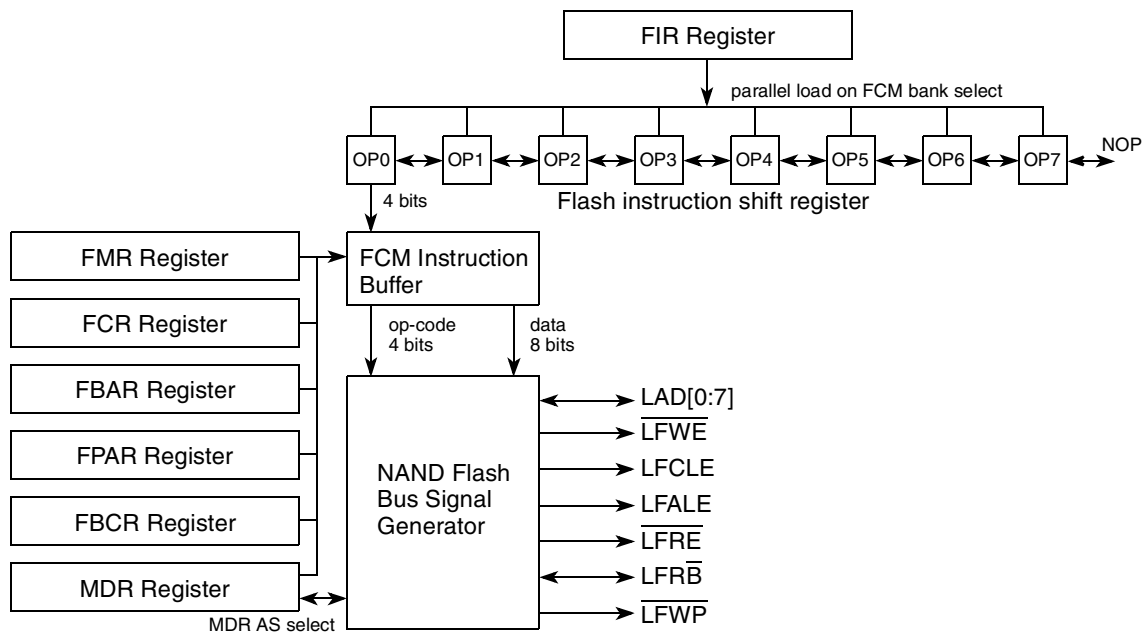 FIR Register
parallel load on FCM bank select
OP0 OP1 OP2 OP3 OP4 OP5 OP6 OP7 NOP
Flash instruction shift register
4 bits
FMR Register
FCM Instruction
Buffer
FCR Register
op-code
4 bits
data
8 bits
FBAR Register
FPAR Register
FBCR Register
MDR Register
MDR AS select
NAND Flash
Bus Signal
Generator
LAD[0:7]
L̅F̅W̅E̅
LFCLE
LFALE
L̅F̅R̅E̅
LFRB̅
L̅F̅W̅P̅